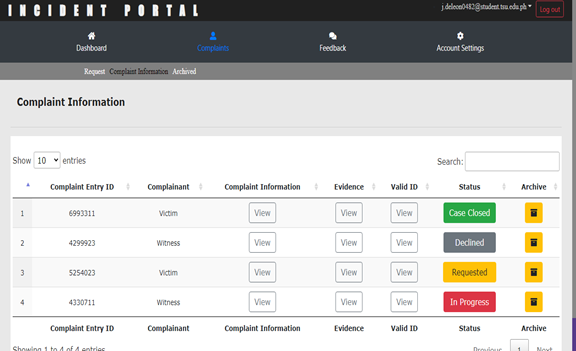 INCIDENT PORTAL
j.deleon0482@student.tsu.edu.ph
Log out
Dashboard Complaints Feedback Account Settings
Request Complaint Information Archived
Complaint Information
Show 10 entries Search:
Complaint Entry ID Complainant Complaint Information Evidence Valid ID Status Archive
1 6993311 Victim View View View Case Closed
2 4299923 Witness View View View Declined
3 5254023 Victim View View View Requested
4 4330711 Witness View View View In Progress
Complaint Entry ID Complainant Complaint Information Evidence Valid ID Status Archive
Showing 1 to 4 of 4 entries Previous 1 Next